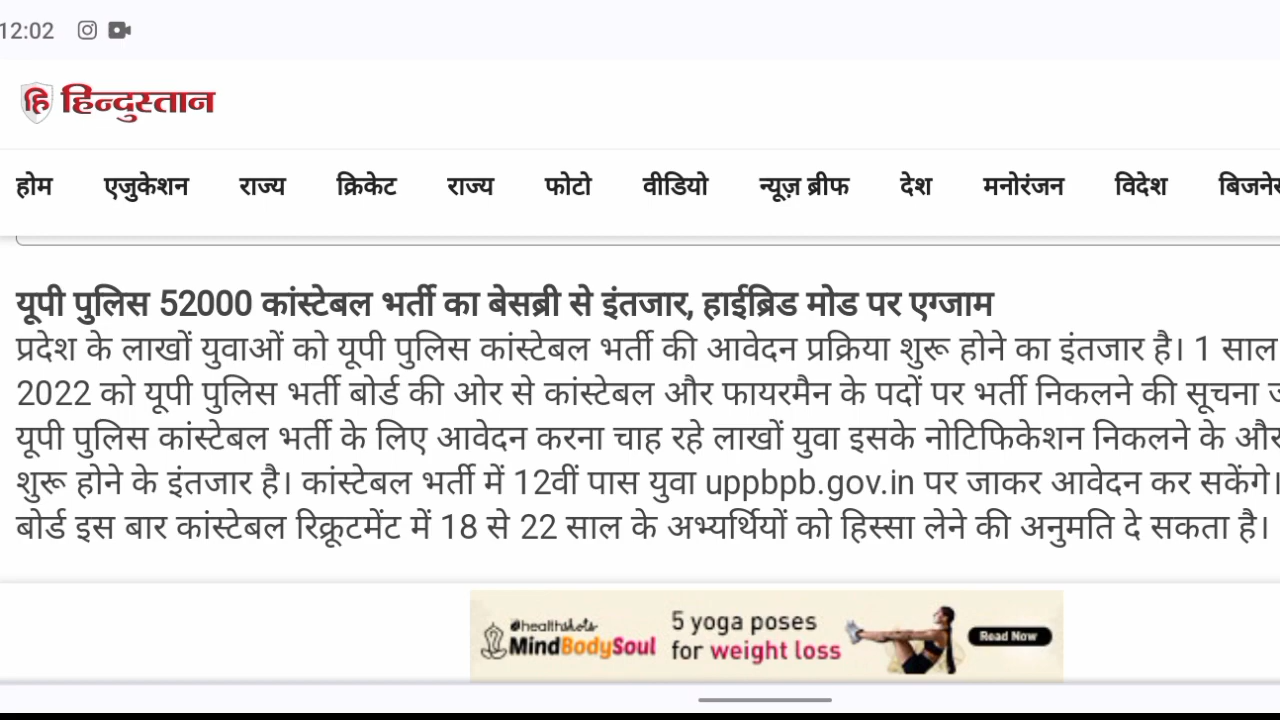 12:02
हि हिन्दुस्तान
होम एजुकेशन राज्य क्रिकेट राज्य फोटो वीडियो न्यूज़ ब्रीफ देश मनोरंजन विदेश
यूपी पुलिस 52000 कांस्टेबल भर्ती का बेसब्री से इंतजार, हाईब्रिड मोड पर एग्जाम
प्रदेश के लाखों युवाओं को यूपी पुलिस कांस्टेबल भर्ती की आवेदन प्रक्रिया शुरू होने का इंतजार है। 1 साल
2022 को यूपी पुलिस भर्ती बोर्ड की ओर से कांस्टेबल और फायरमैन के पदों पर भर्ती निकलने की सूचना
यूपी पुलिस कांस्टेबल भर्ती के लिए आवेदन करना चाह रहे लाखों युवा इसके नोटिफिकेशन निकलने के
शुरू होने के इंतजार है। कांस्टेबल भर्ती में 12वीं पास युवा uppbpb.gov.in पर जाकर आवेदन कर सकेंगे।
बोर्ड इस बार कांस्टेबल रिक्रूटमेंट में 18 से 22 साल के अभ्यर्थियों को हिस्सा लेने की अनुमति दे सकता है।
healthshots
MindBodySoul
5 yoga poses
for weight loss
Read Now